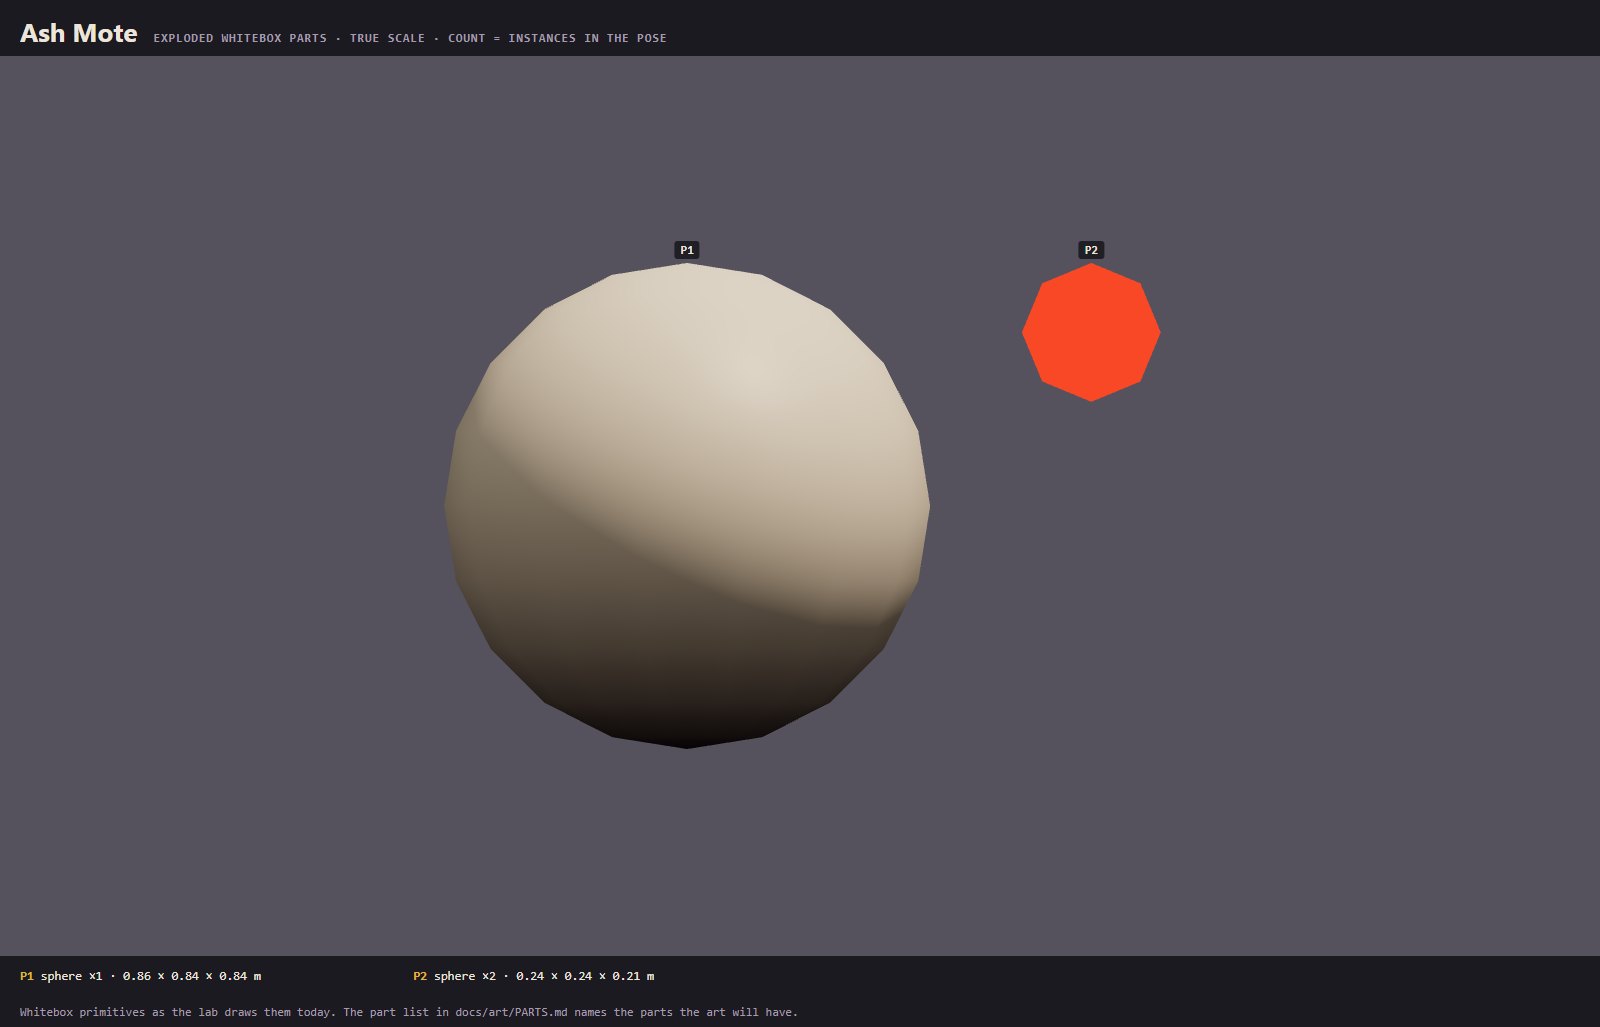 Ash Mote EXPLODED WHITEBOX PARTS · TRUE SCALE · COUNT = INSTANCES IN THE POSE
P1 P2
P1 sphere ×1 · 0.86 x 0.84 x 0.84 m P2 sphere ×2 · 0.24 x 0.24 x 0.21 m
Whitebox primitives as the lab draws them today. The part list in docs/art/PARTS.md names the parts the art will have.